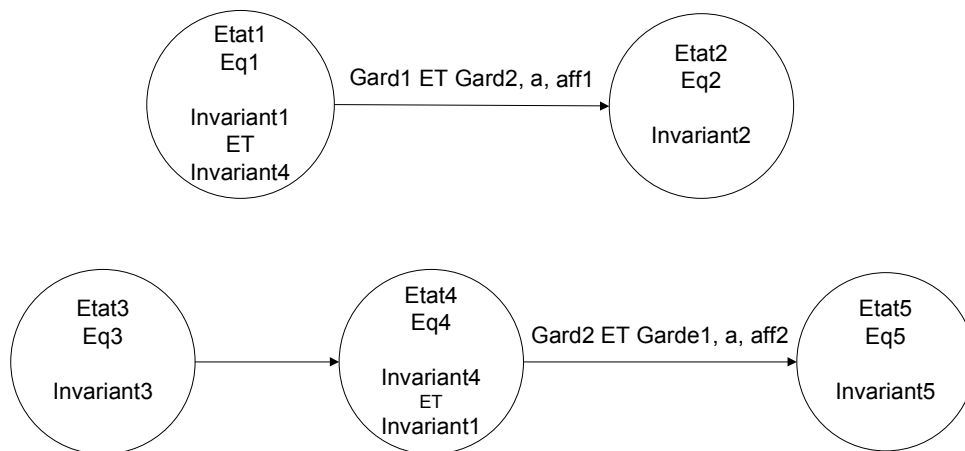 Etat1
Eq1
Invariant1
ET
Invariant4
Gard1 ET Gard2, a, aff1
Etat2
Eq2
Invariant2
Etat3
Eq3
Invariant3
Etat4
Eq4
Invariant4
ET
Invariant1
Gard2 ET Garde1, a, aff2
Etat5
Eq5
Invariant5